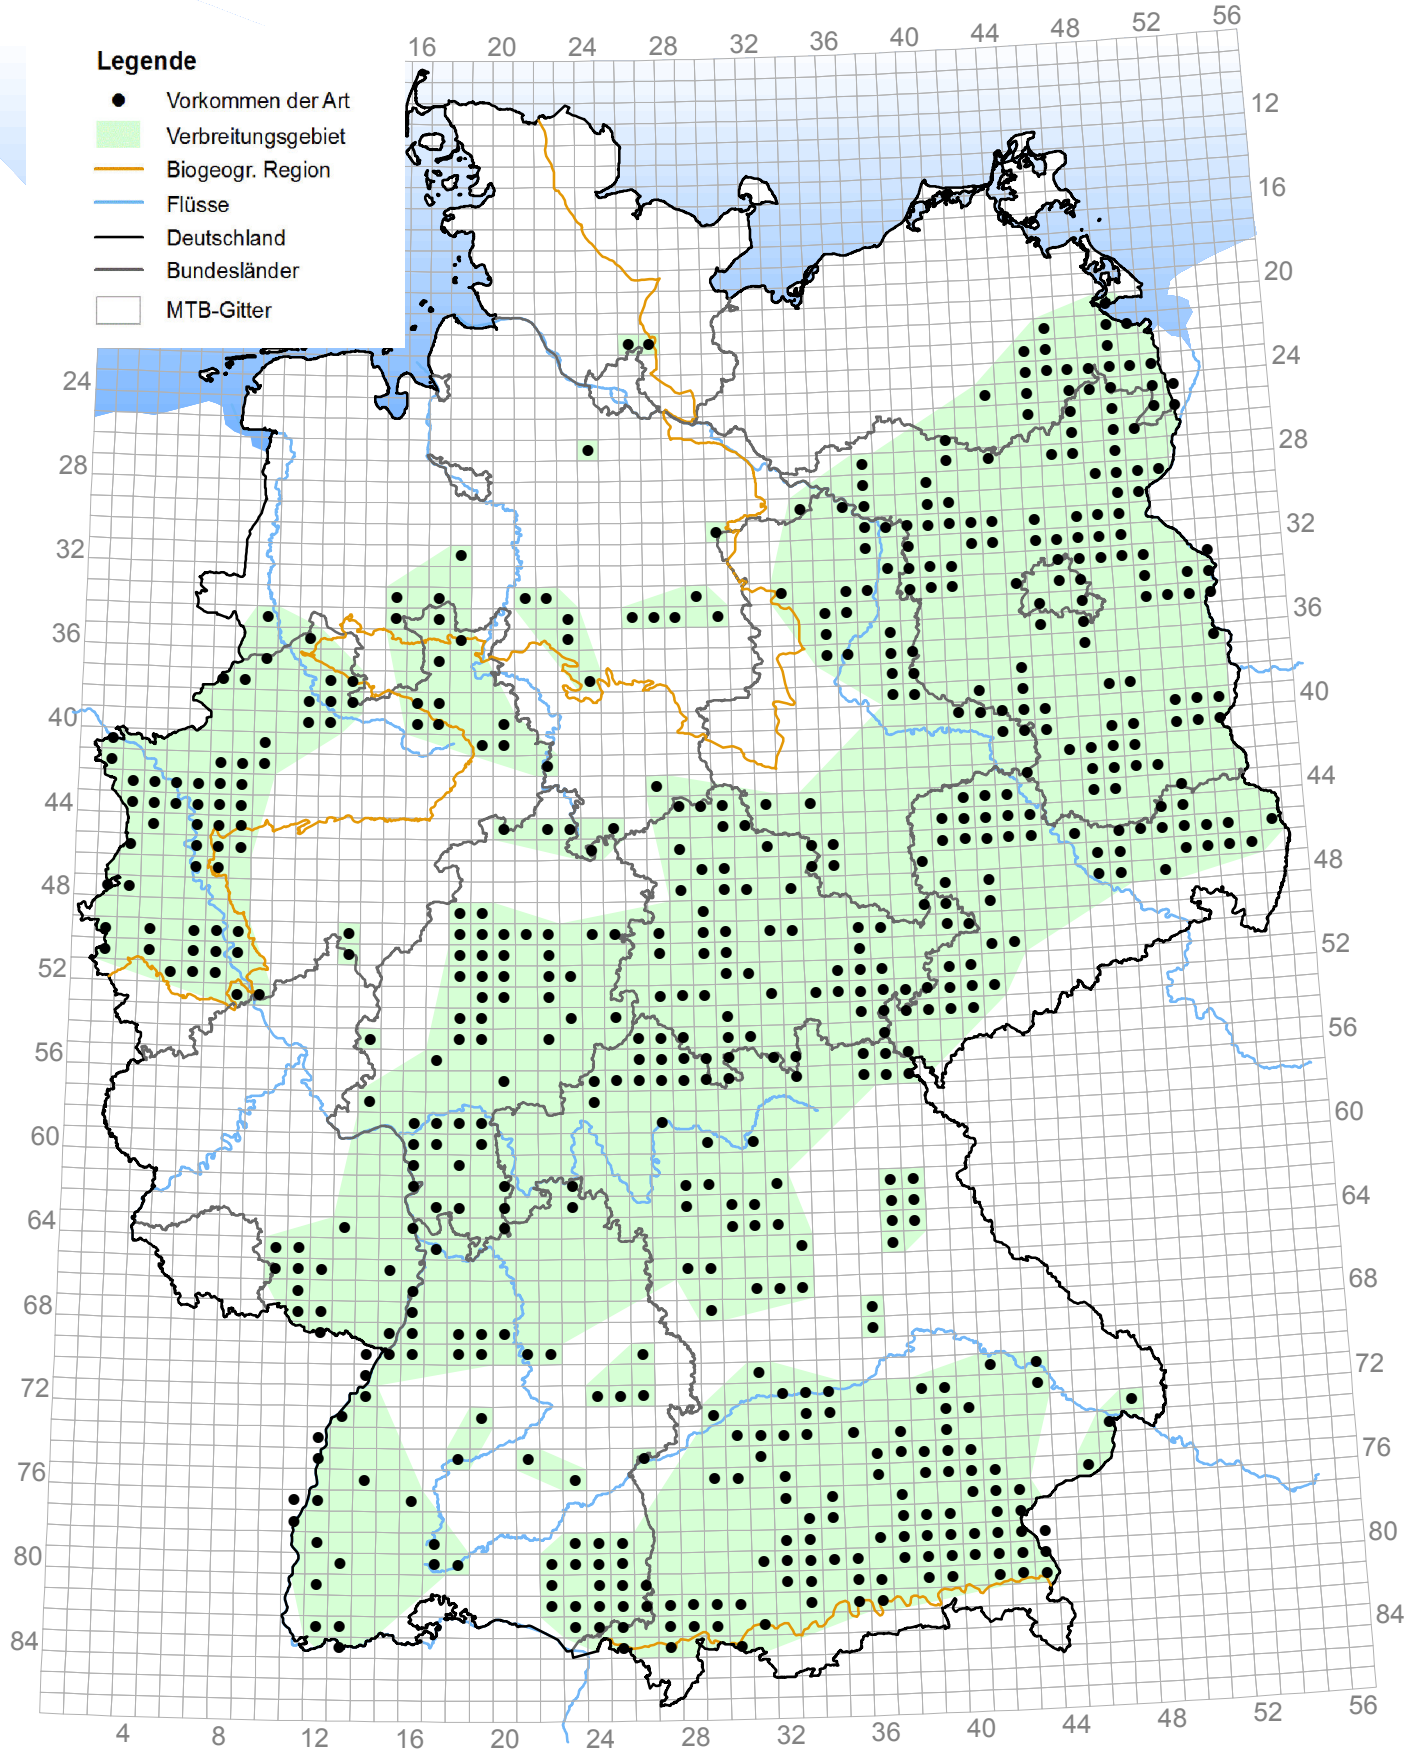 Legende
Vorkommen der Art
Verbreitungsgebiet
Biogeogr. Region
Flüsse
Deutschland
Bundesländer
MTB-Gitter
16 20 24 28 32 36 40 44 48 52 56
12
16
20
24 24
28 28
32 32
36 36
40 40
44 44
48 48
52 52
56 56
60 60
64 64
68 68
72 72
76 76
80 80
84 84
4 8 12 16 20 24 28 32 36 40 44 48 52 56